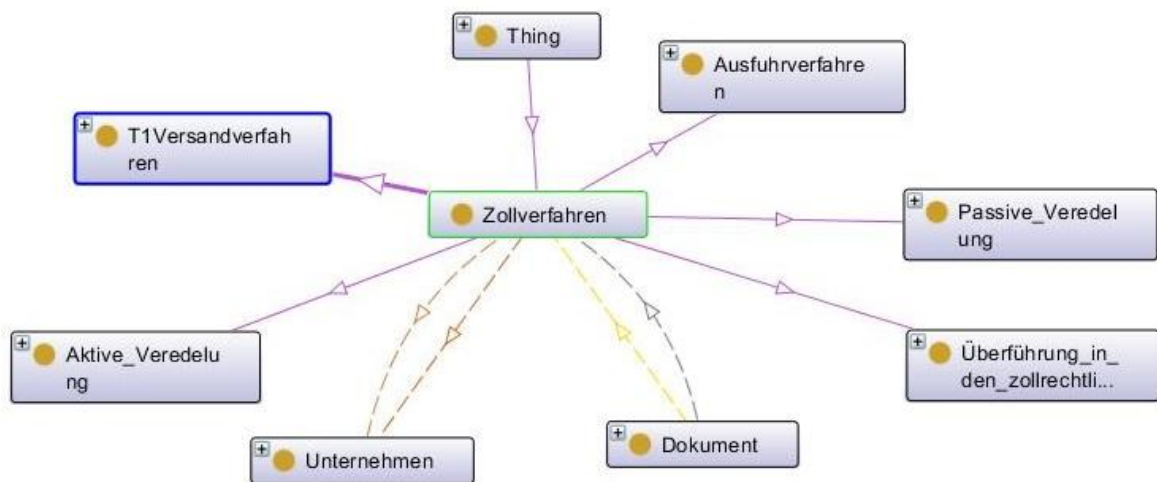 Thing
Ausfuhrverfahre
n
T1Versandverfah
ren
Zollverfahren
Passive_Veredel
ung
Aktive_Veredelu
ng
Überführung_in_
den_zollrechtli...
Unternehmen
Dokument